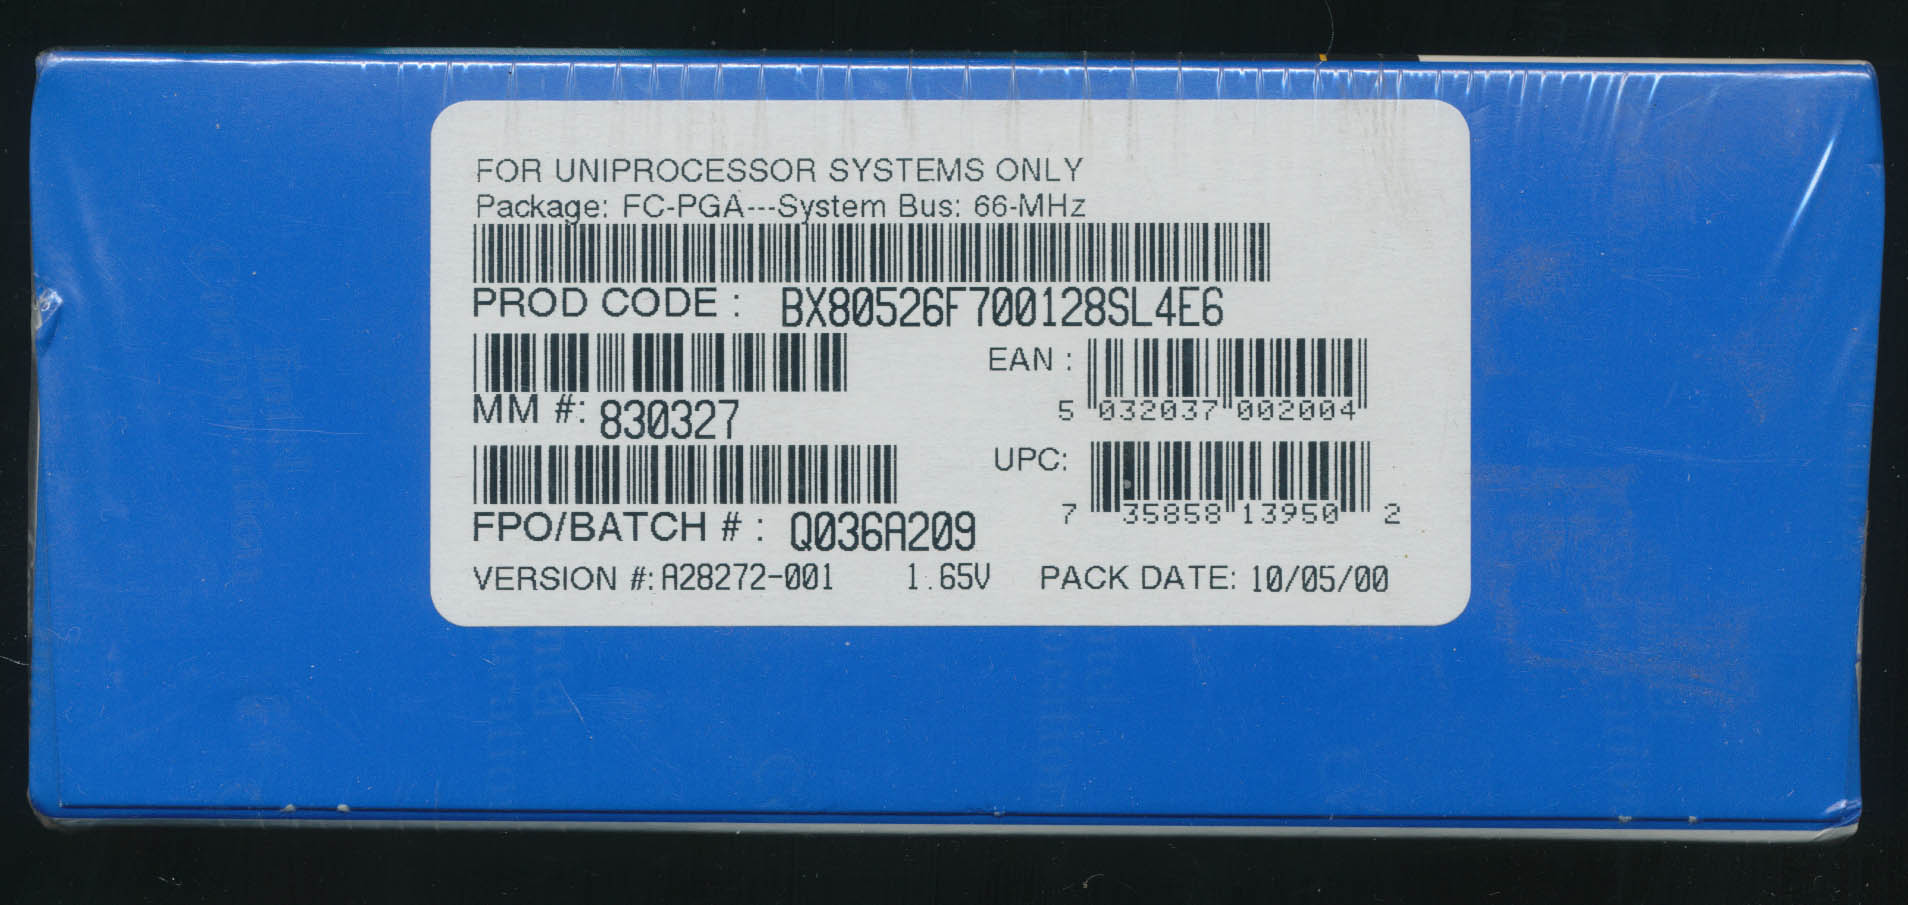 FOR UNIPROCESSOR SYSTEMS ONLY
Package: FC-PGA---System Bus: 66-MHz
PROD CODE : BX80526F700128SL4E6
EAN :
5 032037 002004
MM #: 830327
UPC:
7 35858 13950 2
FPO/BATCH # : Q036A209
VERSION #: A28272-001 1.65V PACK DATE: 10/05/00